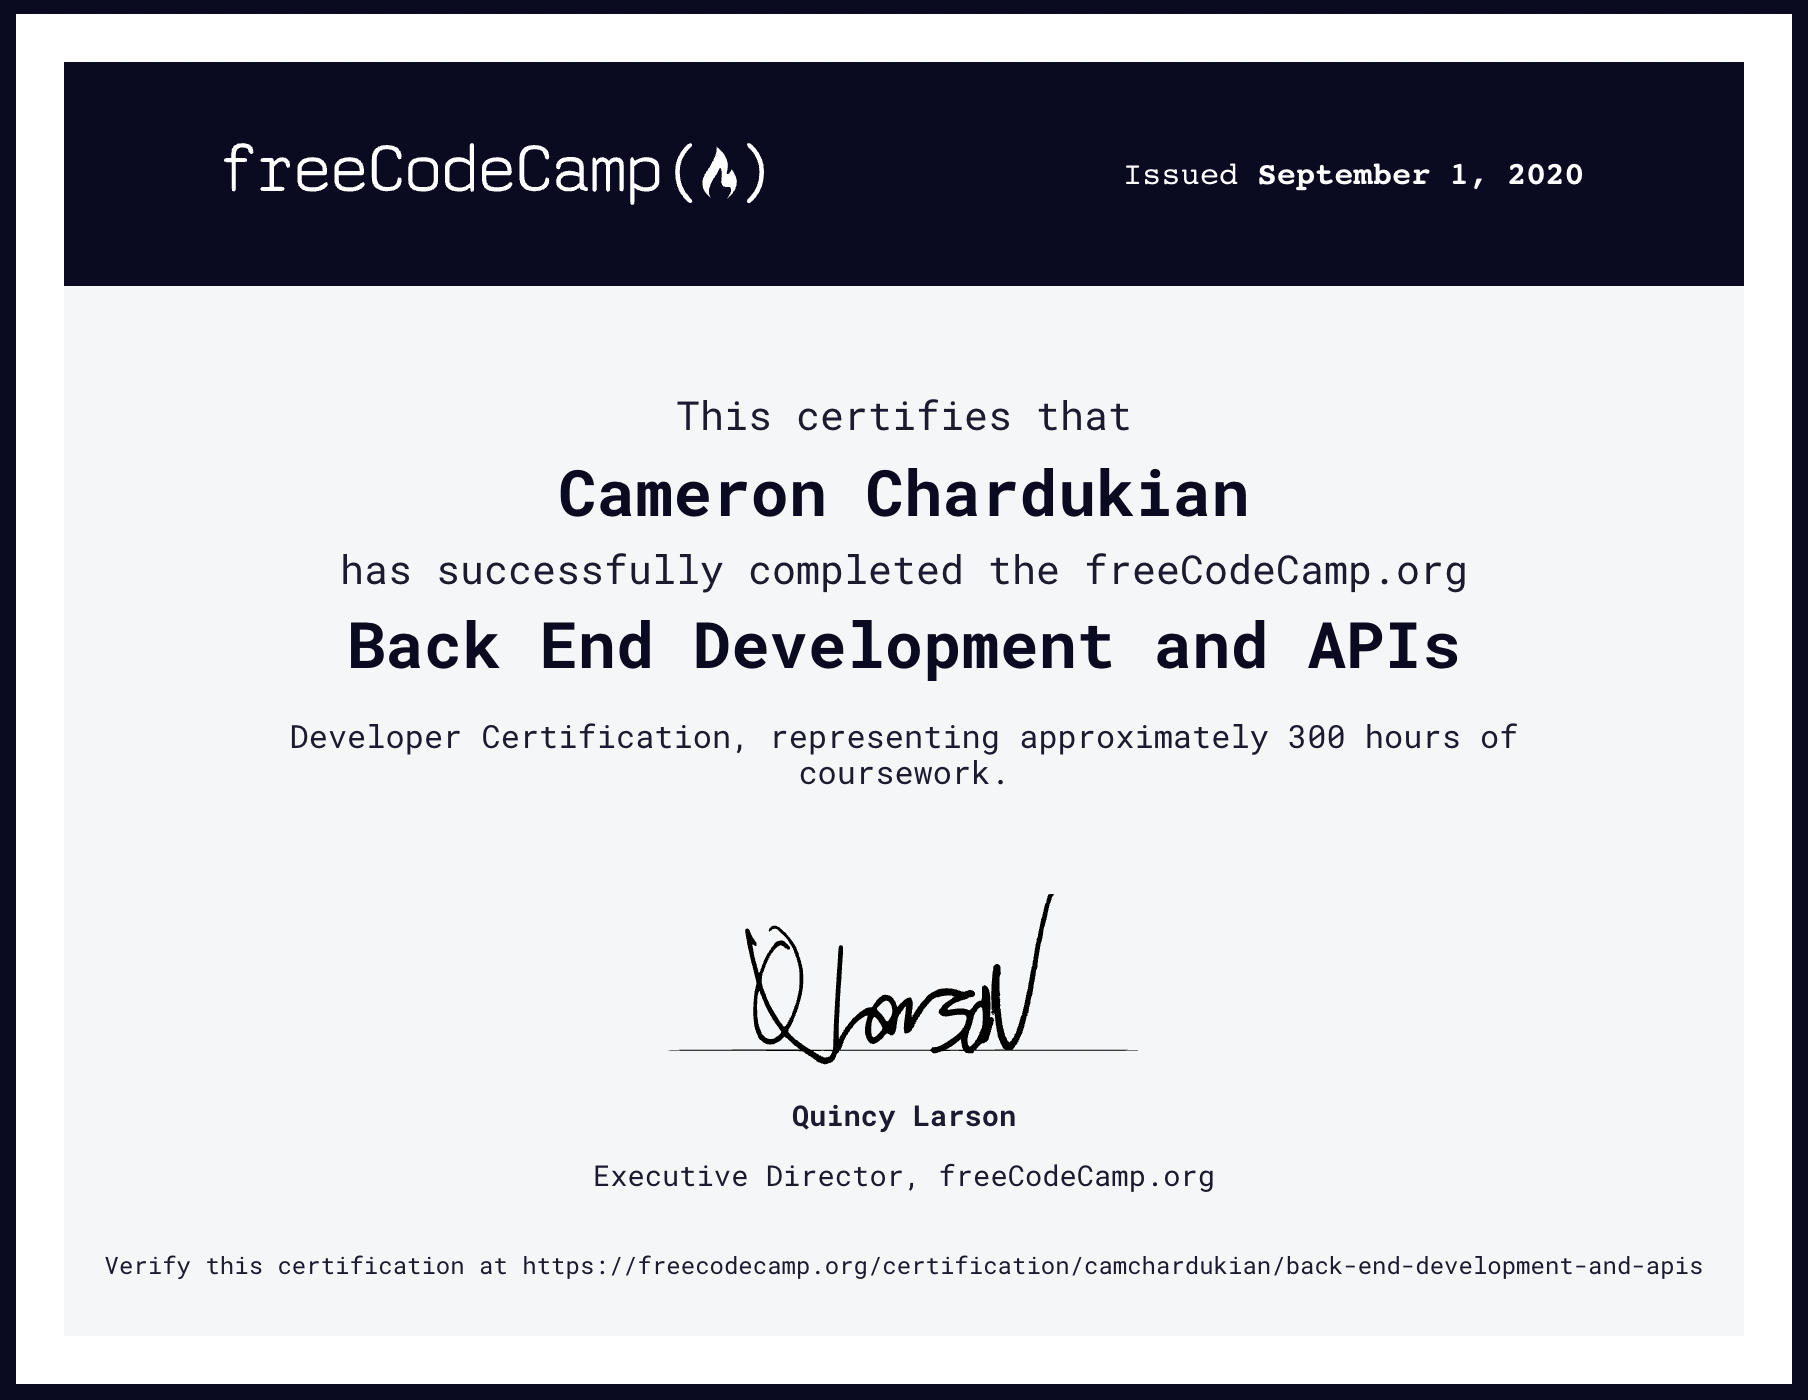 freeCodeCamp(🔥)
Issued September 1, 2020
This certifies that
Cameron Chardukian
has successfully completed the freeCodeCamp.org
Back End Development and APIs
Developer Certification, representing approximately 300 hours of
coursework.
QLarson
Quincy Larson
Executive Director, freeCodeCamp.org
Verify this certification at https://freecodecamp.org/certification/camchardukian/back-end-development-and-apis